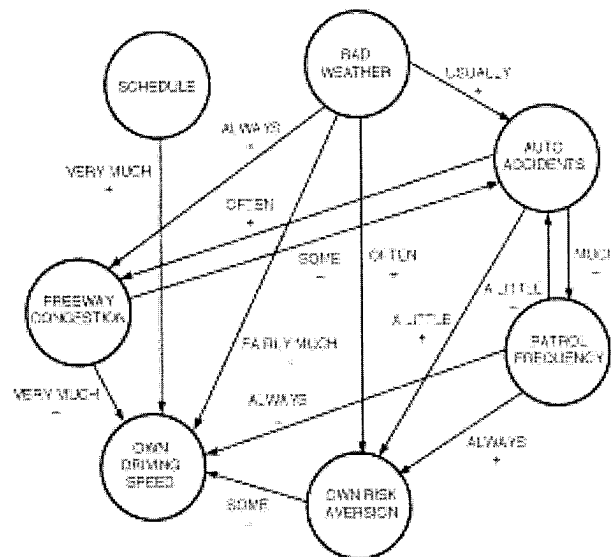 SCHEDULE
BAD
WEATHER
USUALLY
+
ALWAYS
+
VERY MUCH
+
AUTO
ACCIDENTS
OFTEN
+
SOME
−
OFTEN
+
MUCH
−
A LITTLE
−
FREEWAY
CONGESTION
FAIRLY MUCH
−
A LITTLE
+
PATROL
FREQUENCY
VERY MUCH
−
ALWAYS
−
ALWAYS
+
OWN
DRIVING
SPEED
SOME
−
OWN RISK
AVERSION